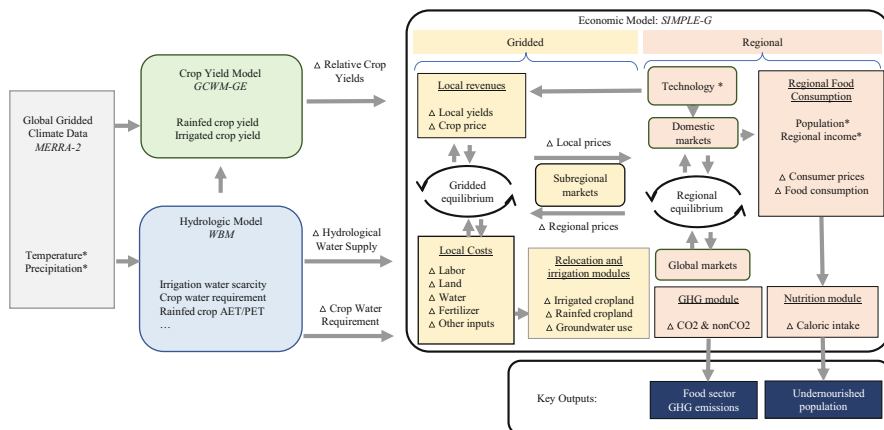 Economic Model: SIMPLE-G
Gridded
Regional
Global Gridded
Climate Data
MERRA-2
Temperature*
Precipitation*
Crop Yield Model
GCWM-GE
Rainfed crop yield
Irrigated crop yield
Hydrologic Model
WBM
Irrigation water scarcity
Crop water requirement
Rainfed crop AET/PET
...
Δ Relative Crop
Yields
Δ Hydrological
Water Supply
Δ Crop Water
Requirement
Local revenues
Δ Local yields
Δ Crop price
Gridded
equilibrium
Local Costs
Δ Labor
Δ Land
Δ Water
Δ Fertilizer
Δ Other inputs
Δ Local prices
Subregional
markets
Δ Regional prices
Relocation and
irrigation modules
Δ Irrigated cropland
Δ Rainfed cropland
Δ Groundwater use
Technology *
Domestic
markets
Regional
equilibrium
Global markets
GHG module
Δ CO2 & nonCO2
Regional Food
Consumption
Population*
Regional income*
Δ Consumer prices
Δ Food consumption
Nutrition module
Δ Caloric intake
Key Outputs:
Food sector
GHG emissions
Undernourished
population